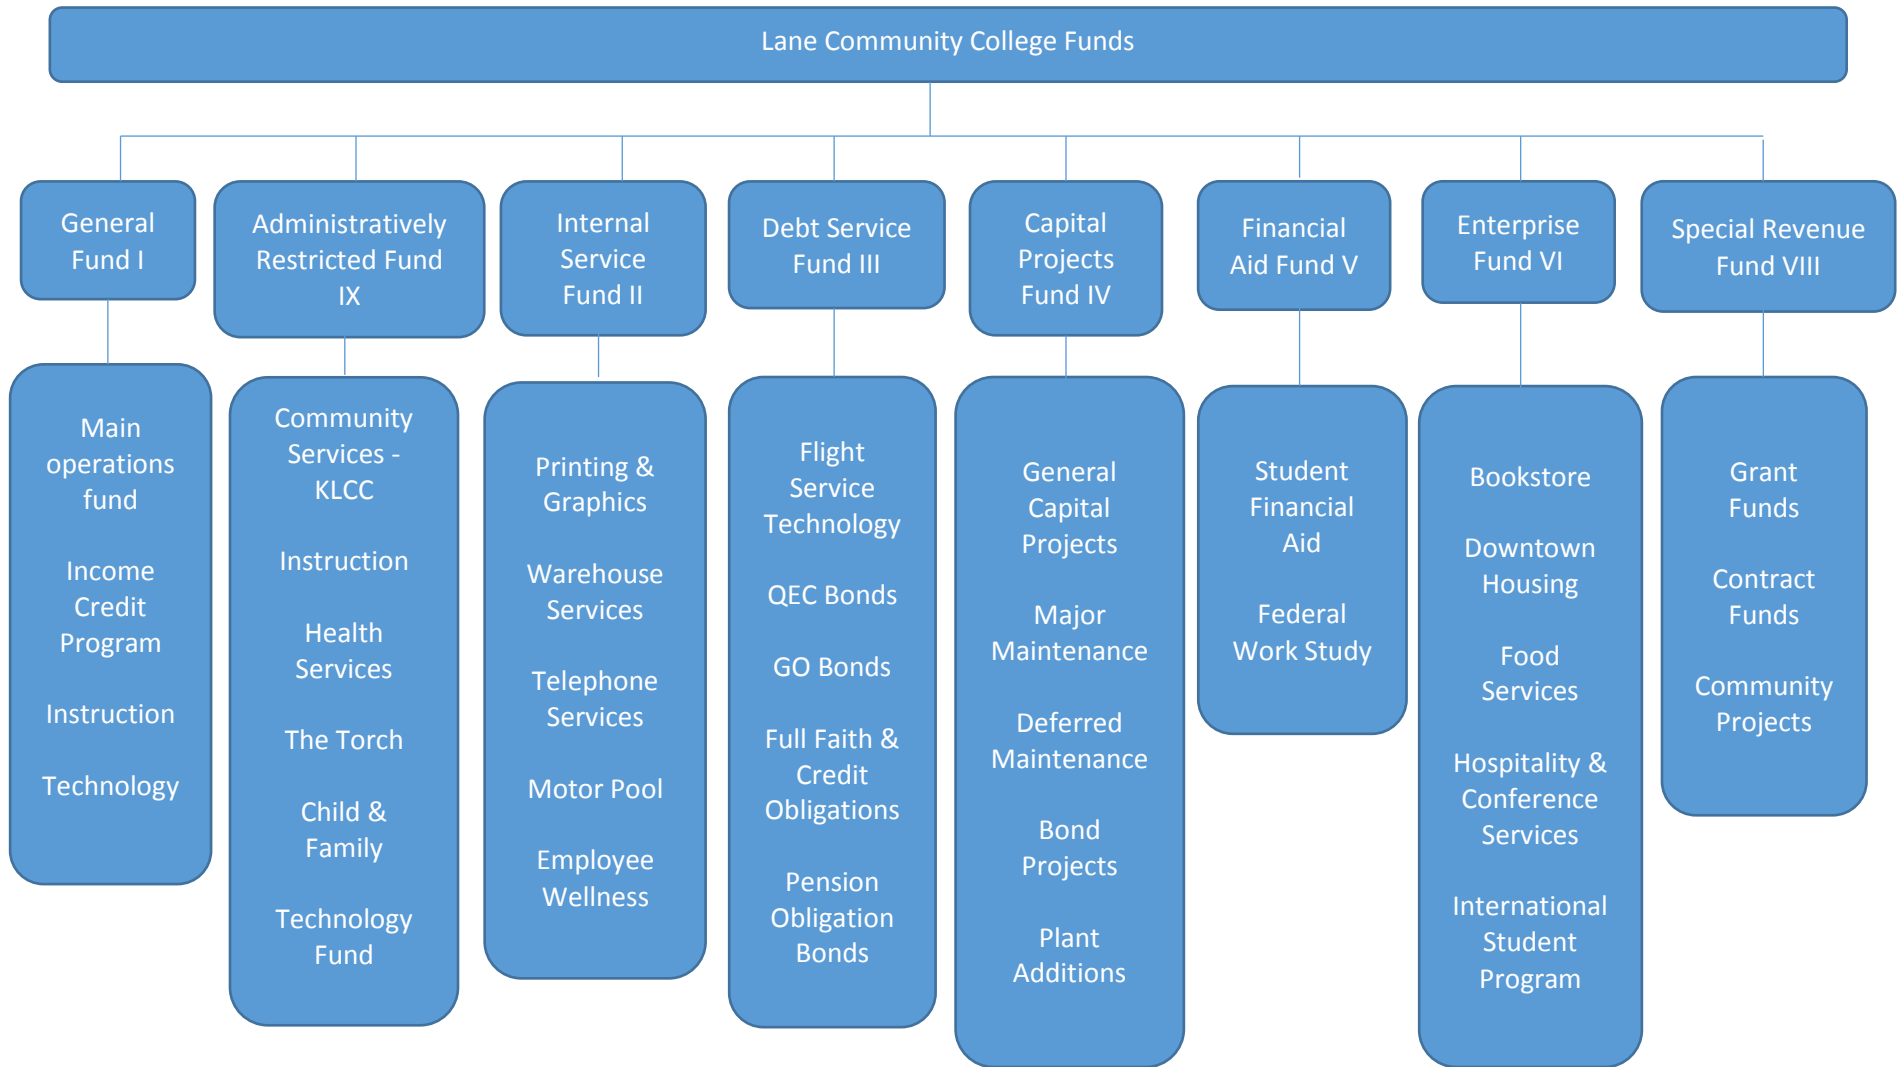 Lane Community College Funds
General
Fund I
Administratively
Restricted Fund
IX
Internal
Service
Fund II
Debt Service
Fund III
Capital
Projects
Fund IV
Financial
Aid Fund V
Enterprise
Fund VI
Special Revenue
Fund VIII
Main
operations
fund
Income
Credit
Program
Instruction
Technology
Community
Services -
KLCC
Instruction
Health
Services
The Torch
Child &
Family
Technology
Fund
Printing &
Graphics
Warehouse
Services
Telephone
Services
Motor Pool
Employee
Wellness
Flight
Service
Technology
QEC Bonds
GO Bonds
Full Faith &
Credit
Obligations
Pension
Obligation
Bonds
General
Capital
Projects
Major
Maintenance
Deferred
Maintenance
Bond
Projects
Plant
Additions
Student
Financial
Aid
Federal
Work Study
Bookstore
Downtown
Housing
Food
Services
Hospitality &
Conference
Services
International
Student
Program
Grant
Funds
Contract
Funds
Community
Projects